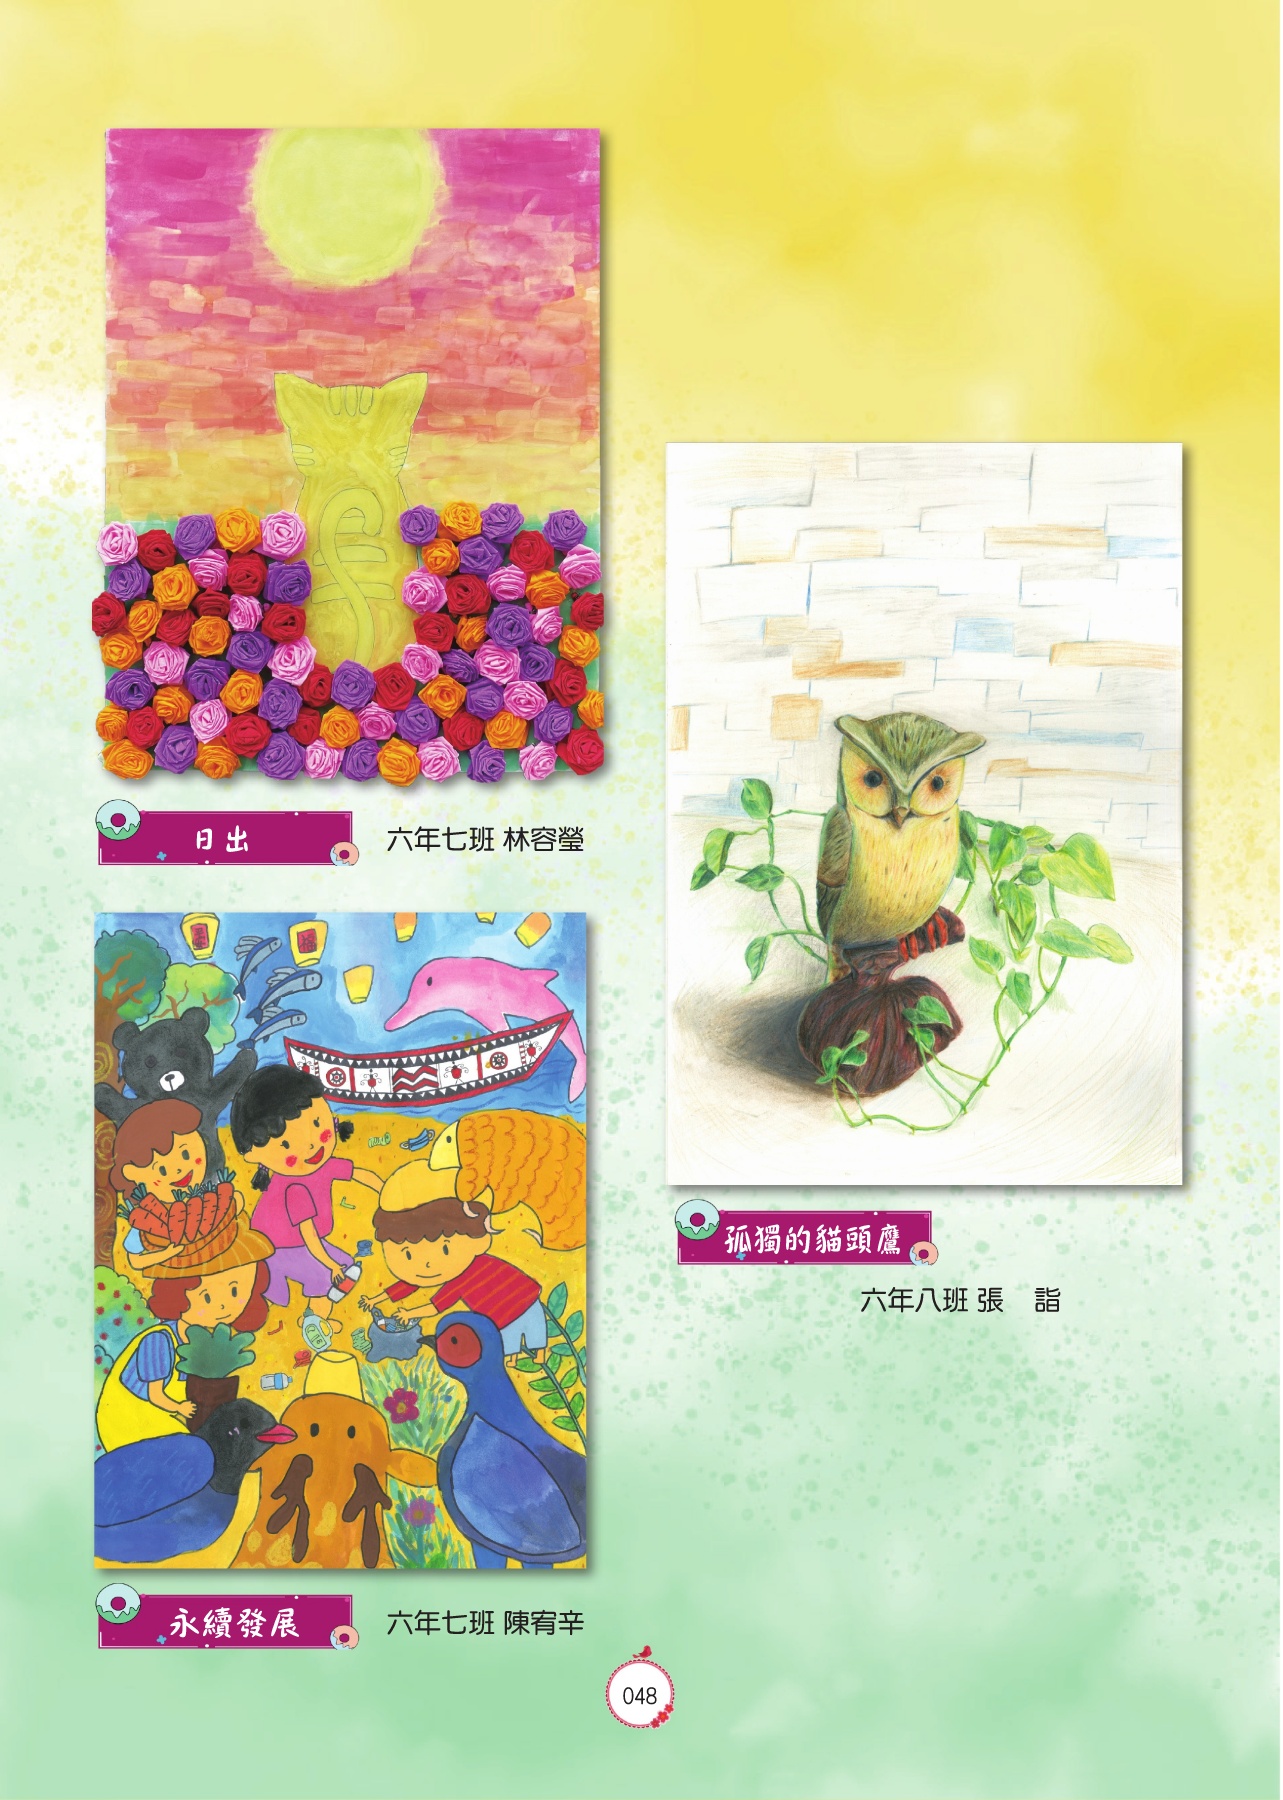 日出
六年七班 林容瑩
孤獨的貓頭鷹
六年八班 張　詣
永續發展
六年七班 陳宥辛
048